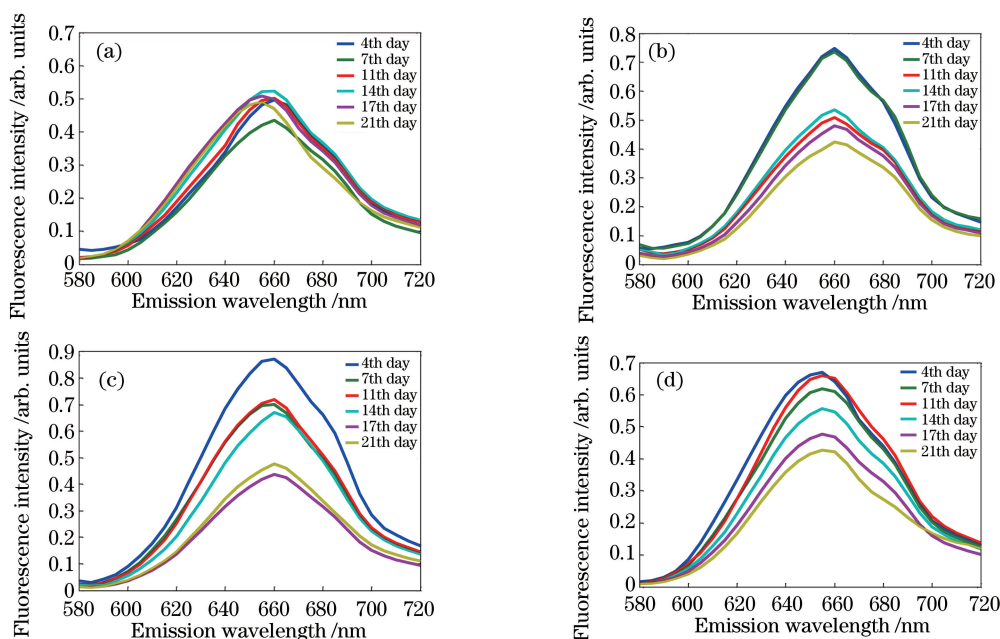 Fluorescence intensity /arb. units
0.7
0.6
0.5
0.4
0.3
0.2
0.1
0
(a)
4th day
7th day
11th day
14th day
17th day
21th day
580 600 620 640 660 680 700 720
Emission wavelength /nm
Fluorescence intensity /arb. units
0.8
0.7
0.6
0.5
0.4
0.3
0.2
0.1
0
(b)
4th day
7th day
11th day
14th day
17th day
21th day
580 600 620 640 660 680 700 720
Emission wavelength /nm
Fluorescence intensity /arb. units
0.9
0.8
0.7
0.6
0.5
0.4
0.3
0.2
0.1
0
(c)
4th day
7th day
11th day
14th day
17th day
21th day
580 600 620 640 660 680 700 720
Emission wavelength /nm
Fluorescence intensity /arb. units
0.7
0.6
0.5
0.4
0.3
0.2
0.1
0
(d)
4th day
7th day
11th day
14th day
17th day
21th day
580 600 620 640 660 680 700 720
Emission wavelength /nm